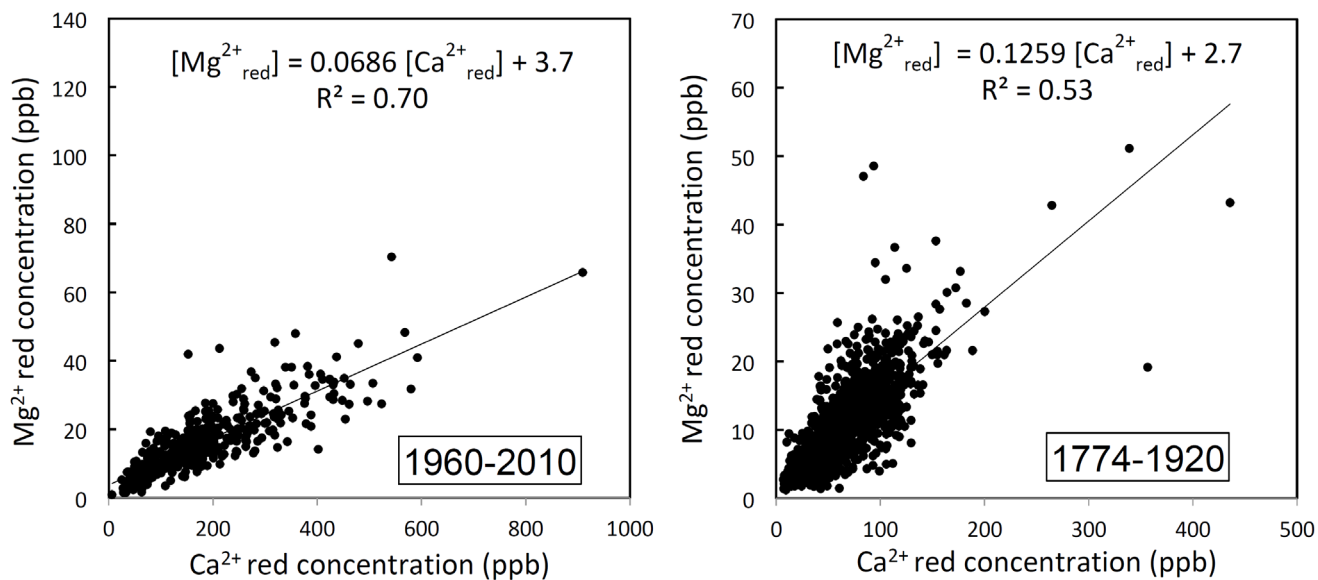 Mg²⁺ red concentration (ppb)
140
120
100
80
60
40
20
0
[Mg²⁺red] = 0.0686 [Ca²⁺red] + 3.7
R² = 0.70
1960-2010
0 200 400 600 800 1000
Ca²⁺ red concentration (ppb)
Mg²⁺ red concentration (ppb)
70
60
50
40
30
20
10
0
[Mg²⁺red] = 0.1259 [Ca²⁺red] + 2.7
R² = 0.53
1774-1920
0 100 200 300 400 500
Ca²⁺ red concentration (ppb)